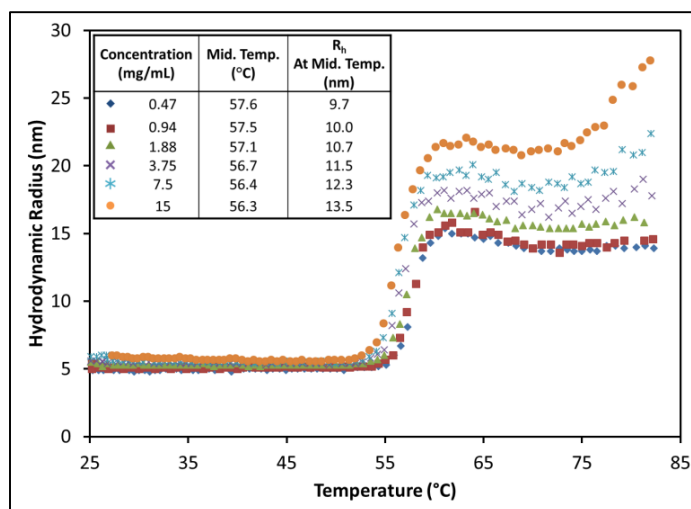 30
25
20
15
10
5
0
Hydrodynamic Radius (nm)
Concentration (mg/mL) Mid. Temp. (°C) Rh At Mid. Temp. (nm)
0.47 57.6 9.7
0.94 57.5 10.0
1.88 57.1 10.7
3.75 56.7 11.5
7.5 56.4 12.3
15 56.3 13.5
25 35 45 55 65 75 85
Temperature (°C)